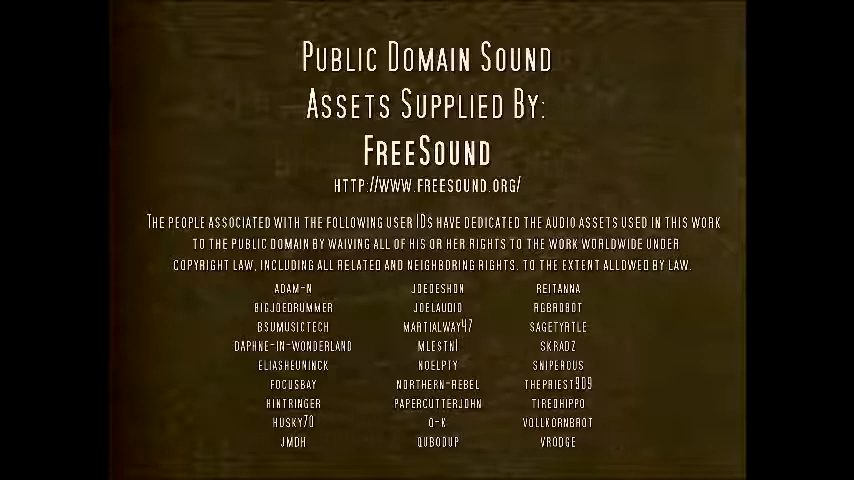 Public Domain Sound
Assets Supplied By:
FreeSound
http://www.freesound.org/
The people associated with the following user IDs have dedicated the audio assets used in this work
to the public domain by waiving all of his or her rights to the work worldwide under
copyright law, including all related and neighboring rights. to the extent allowed by law.
adam-n joedeshon reitanna
bigjoedrummer joelaudio rgbrobot
bsumusictech martialway47 sagetyrtle
daphne-in-wonderland mlestn1 skradz
eliasheuninck noelpty sniperous
focusbay northern-rebel thepriest909
hintringer papercutterjohn tiredhippo
husky70 q-k vollkornbrot
jmdh qubodup vrodge